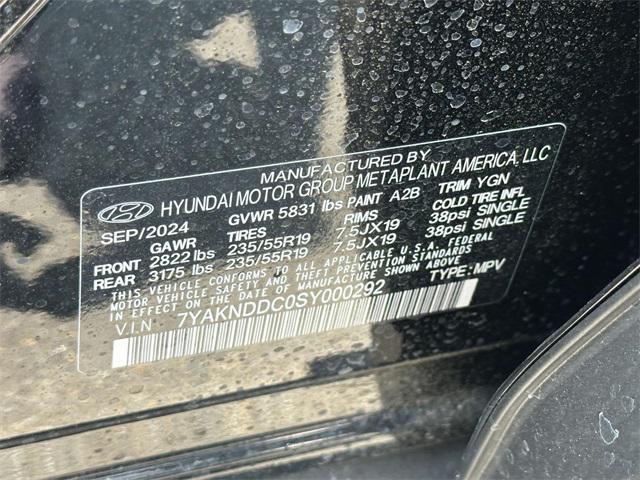 MANUFACTURED BY
HYUNDAI MOTOR GROUP METAPLANT AMERICA, LLC
SEP/2024 GVWR 5831 lbs PAINT A2B TRIM YGN
GAWR TIRES RIMS COLD TIRE INFL
FRONT 2822 lbs 235/55R19 7.5JX19 38psi SINGLE
REAR 3175 lbs 235/55R19 7.5JX19 38psi SINGLE
THIS VEHICLE CONFORMS TO ALL APPLICABLE U.S.A. FEDERAL
MOTOR VEHICLE SAFETY AND THEFT PREVENTION STANDARDS
IN EFFECT ON THE DATE OF MANUFACTURE SHOWN ABOVE
V.I.N 7YAKNDDC0SY000292 TYPE: MPV